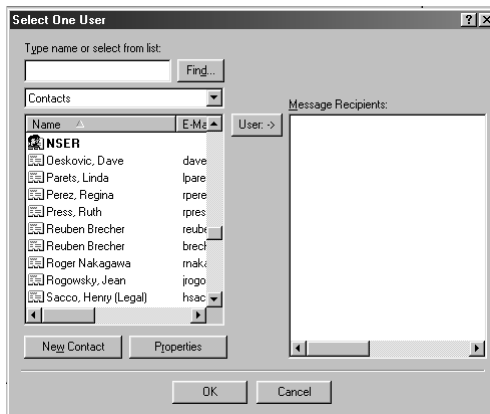 Select One User
Type name or select from list:
Find...
Contacts
Message Recipients:
Name E-Ma
User: ->
NSER
Oeskovic, Dave dave
Parets, Linda lpare
Perez, Regina rpere
Press, Ruth rpres
Reuben Brecher reube
Reuben Brecher brech
Roger Nakagawa rnaka
Rogowsky, Jean jrogo
Sacco, Henry (Legal) hsac
New Contact Properties
OK Cancel